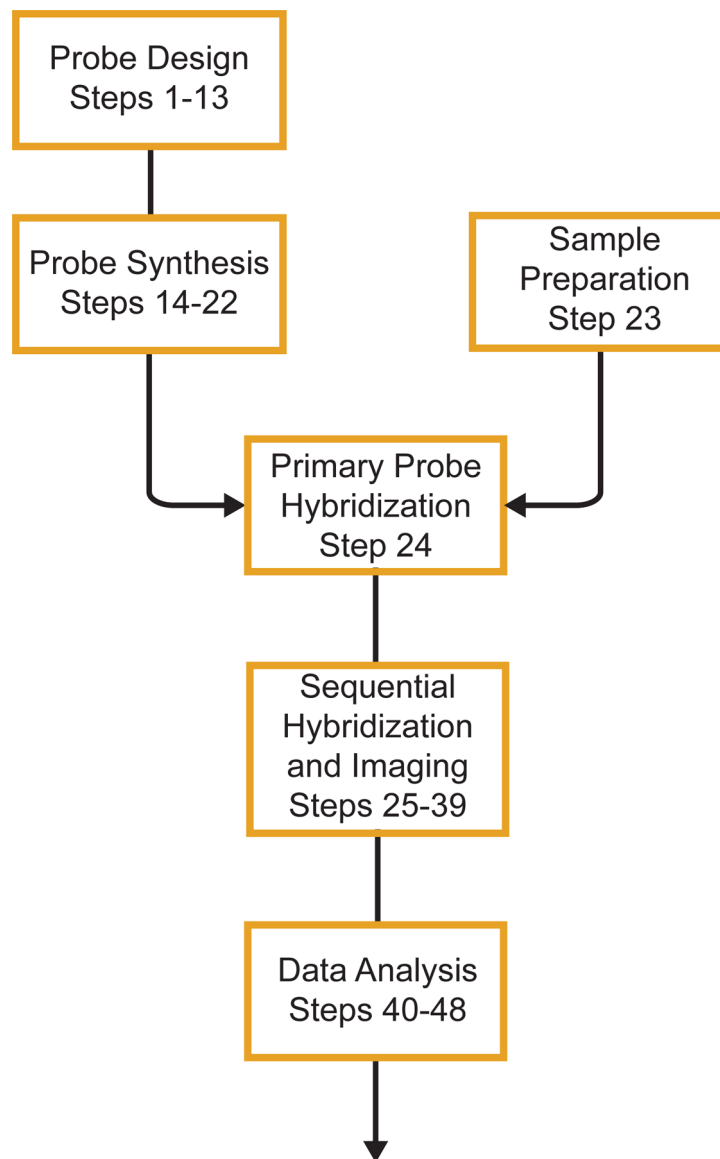 Probe Design
Steps 1-13
Probe Synthesis
Steps 14-22
Sample
Preparation
Step 23
Primary Probe
Hybridization
Step 24
Sequential
Hybridization
and Imaging
Steps 25-39
Data Analysis
Steps 40-48